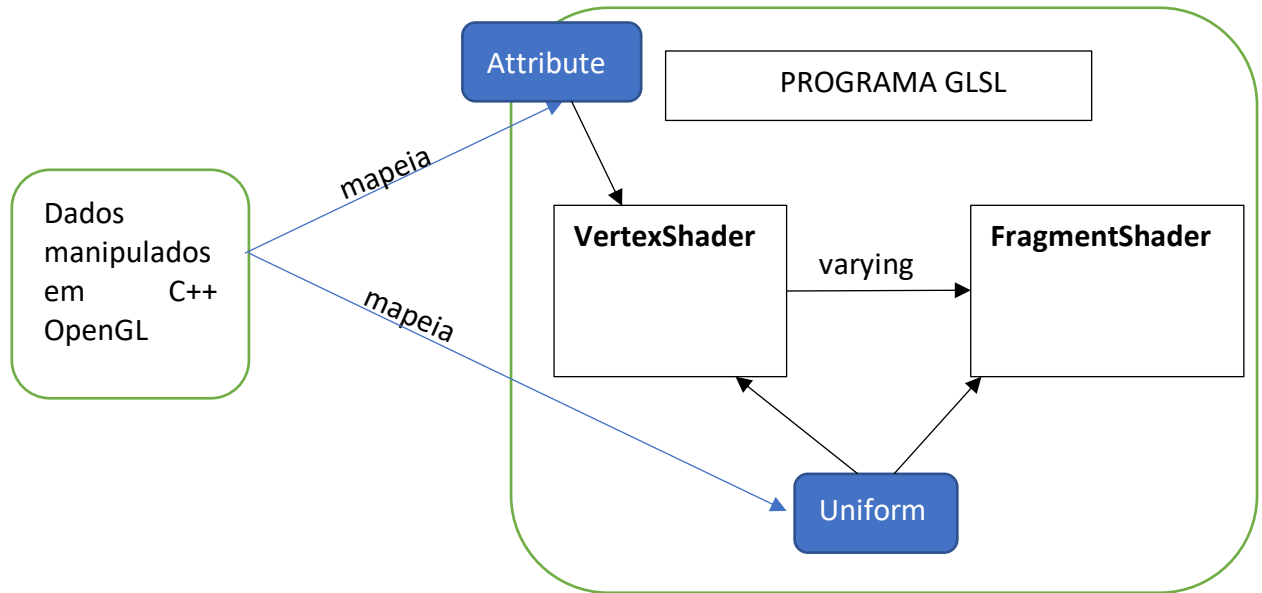 Attribute
PROGRAMA GLSL
mapeia
Dados
manipulados
em C++
OpenGL
VertexShader
FragmentShader
varying
mapeia
Uniform